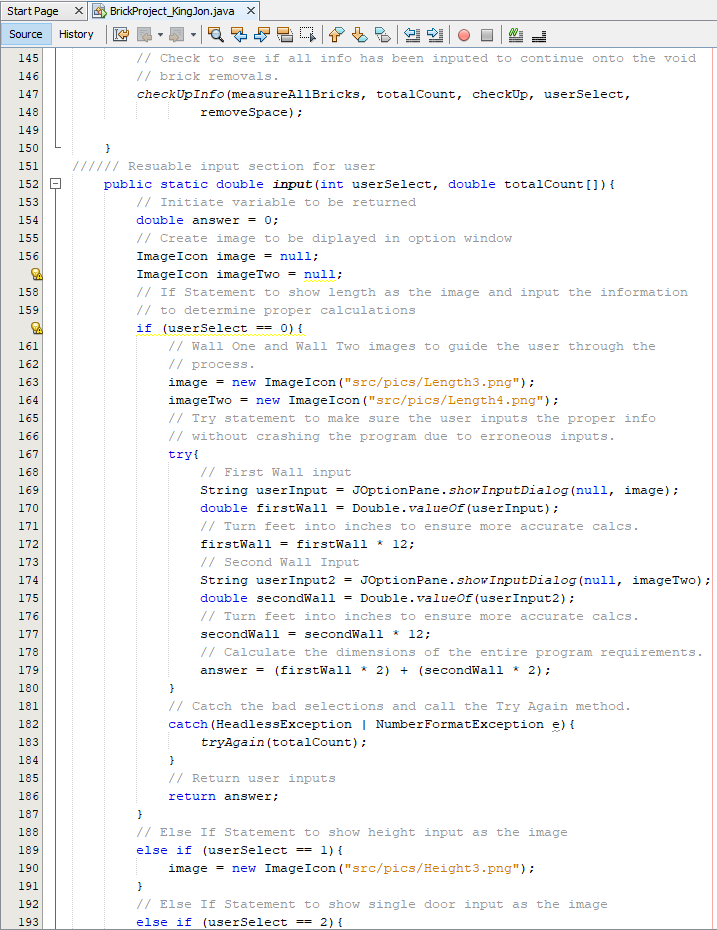 Start Page BrickProject_KingJon.java
Source History
145 // Check to see if all info has been inputed to continue onto the void
146 // brick removals.
147 checkUpInfo(measureAllBricks, totalCount, checkUp, userSelect,
148 removeSpace);
149
150 }
151 ////// Resuable input section for user
152 public static double input(int userSelect, double totalCount[]){
153 // Initiate variable to be returned
154 double answer = 0;
155 // Create image to be diplayed in option window
156 ImageIcon image = null;
ImageIcon imageTwo = null;
158 // If Statement to show length as the image and input the information
159 // to determine proper calculations
if (userSelect == 0){
161 // Wall One and Wall Two images to guide the user through the
162 // process.
163 image = new ImageIcon("src/pics/Length3.png");
164 imageTwo = new ImageIcon("src/pics/Length4.png");
165 // Try statement to make sure the user inputs the proper info
166 // without crashing the program due to erroneous inputs.
167 try{
168 // First Wall input
169 String userInput = JOptionPane.showInputDialog(null, image);
170 double firstWall = Double.valueOf(userInput);
171 // Turn feet into inches to ensure more accurate calcs.
172 firstWall = firstWall * 12;
173 // Second Wall Input
174 String userInput2 = JOptionPane.showInputDialog(null, imageTwo);
175 double secondWall = Double.valueOf(userInput2);
176 // Turn feet into inches to ensure more accurate calcs.
177 secondWall = secondWall * 12;
178 // Calculate the dimensions of the entire program requirements.
179 answer = (firstWall * 2) + (secondWall * 2);
180 }
181 // Catch the bad selections and call the Try Again method.
182 catch(HeadlessException | NumberFormatException e){
183 tryAgain(totalCount);
184 }
185 // Return user inputs
186 return answer;
187 }
188 // Else If Statement to show height input as the image
189 else if (userSelect == 1){
190 image = new ImageIcon("src/pics/Height3.png");
191 }
192 // Else If Statement to show single door input as the image
193 else if (userSelect == 2){